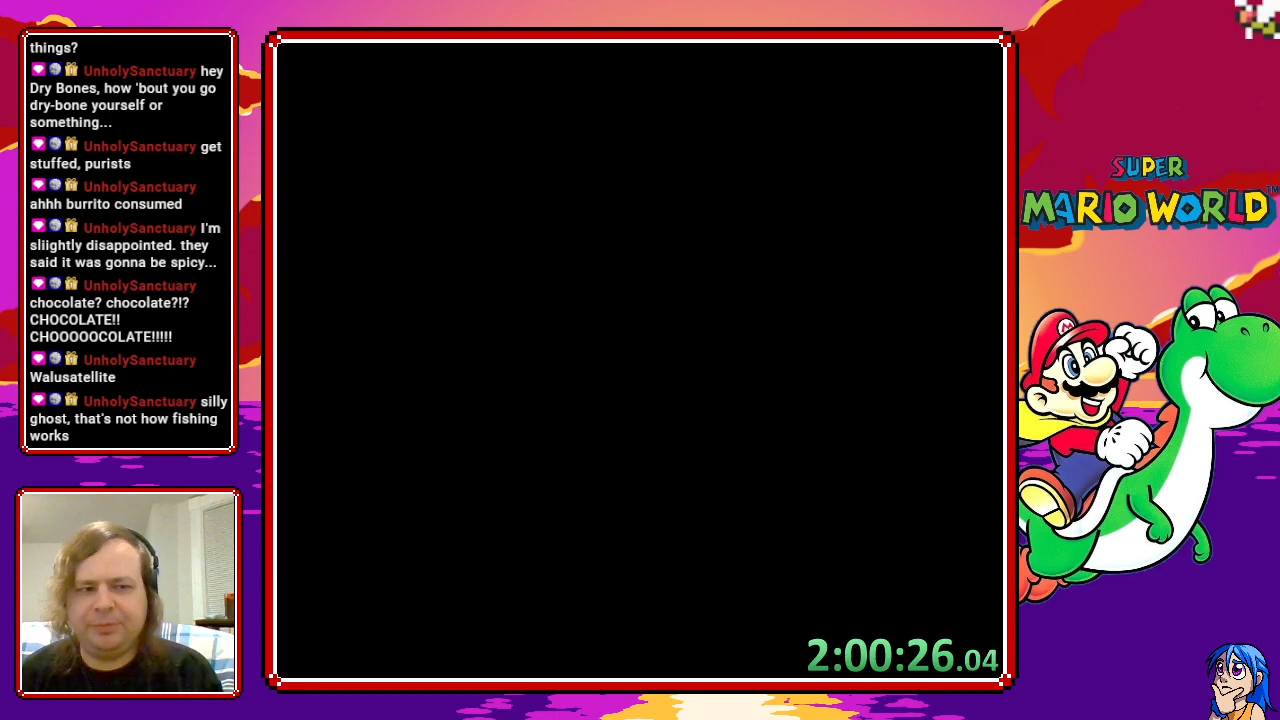 things?
UnholySanctuary hey
Dry Bones, how 'bout you go
dry-bone yourself or
something...
UnholySanctuary get
stuffed, purists
UnholySanctuary
ahhh burrito consumed
UnholySanctuary I'm
sliightly disappointed. they
said it was gonna be spicy...
UnholySanctuary
chocolate? chocolate?!?
CHOCOLATE!!
CHOOOOOCOLATE!!!!!
UnholySanctuary
Walusatellite
UnholySanctuary silly
ghost, that's not how fishing
works
SUPER
MARIO WORLD™
M
2:00:26.04